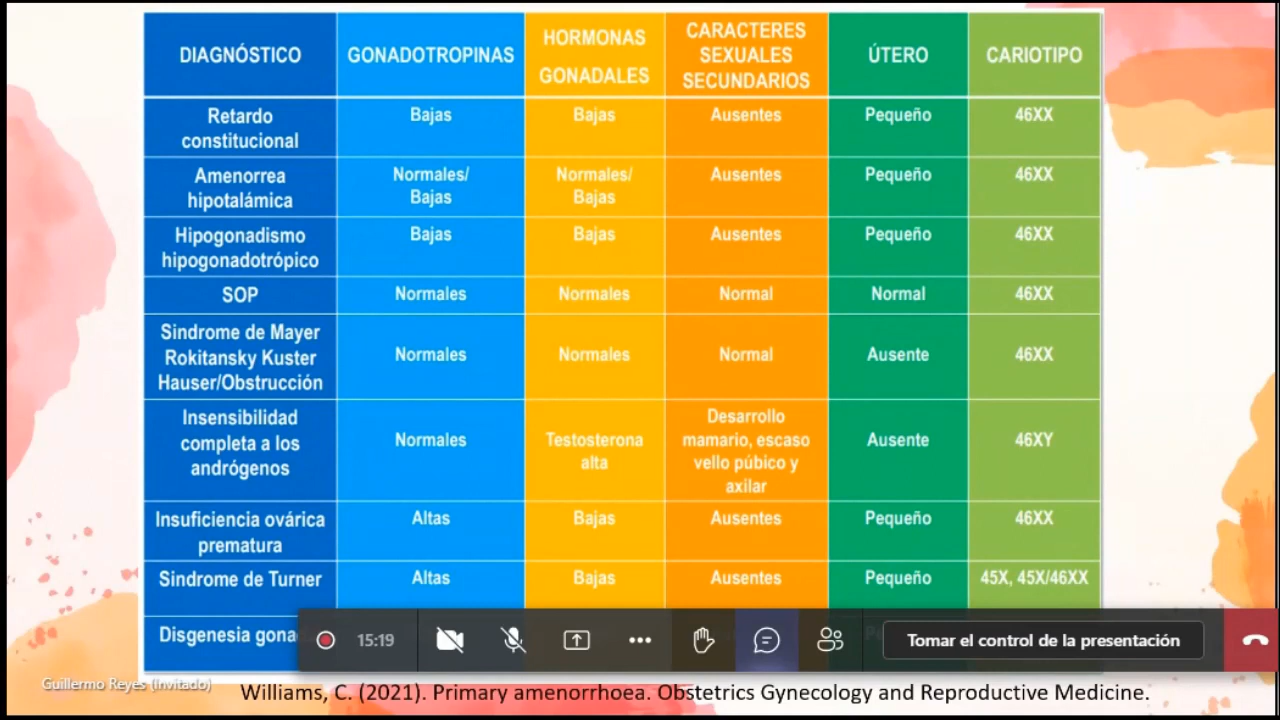 DIAGNÓSTICO
GONADOTROPINAS
HORMONAS
GONADALES
CARACTERES
SEXUALES
SECUNDARIOS
ÚTERO
CARIOTIPO
Retardo
constitucional
Bajas
Bajas
Ausentes
Pequeño
46XX
Amenorrea
hipotalámica
Normales/
Bajas
Normales/
Bajas
Ausentes
Pequeño
46XX
Hipogonadismo
hipogonadotrópico
Bajas
Bajas
Ausentes
Pequeño
46XX
SOP
Normales
Normales
Normal
Normal
46XX
Sindrome de Mayer
Rokitansky Kuster
Hauser/Obstrucción
Normales
Normales
Normal
Ausente
46XX
Insensibilidad
completa a los
andrógenos
Normales
Testosterona
alta
Desarrollo
mamario, escaso
vello púbico y
axilar
Ausente
46XY
Insuficiencia ovárica
prematura
Altas
Bajas
Ausentes
Pequeño
46XX
Sindrome de Turner
Altas
Bajas
Ausentes
Pequeño
45X, 45X/46XX
Disgenesia
15:19
Tomar el control de la presentación
Guillermo Reyes (Invitado)
Williams, C. (2021). Primary amenorrhoea. Obstetrics Gynecology and Reproductive Medicine.